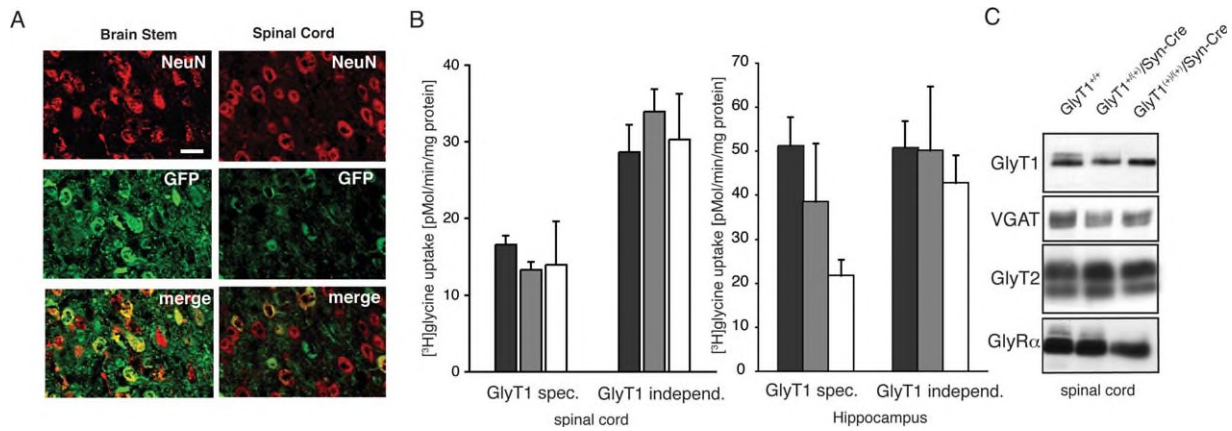 A
Brain Stem
Spinal Cord
NeuN
NeuN
GFP
GFP
merge
merge
B
[³H]glycine uptake [pMol/min/mg protein]
40
30
20
10
0
GlyT1 spec.
GlyT1 independ.
spinal cord
[³H]glycine uptake [pMol/min/mg protein]
70
60
50
40
30
20
10
0
GlyT1 spec.
GlyT1 independ.
Hippocampus
C
GlyT1+/+
GlyT1+/(+)/Syn-Cre
GlyT1(+)/(+)/Syn-Cre
GlyT1
VGAT
GlyT2
GlyRα
spinal cord